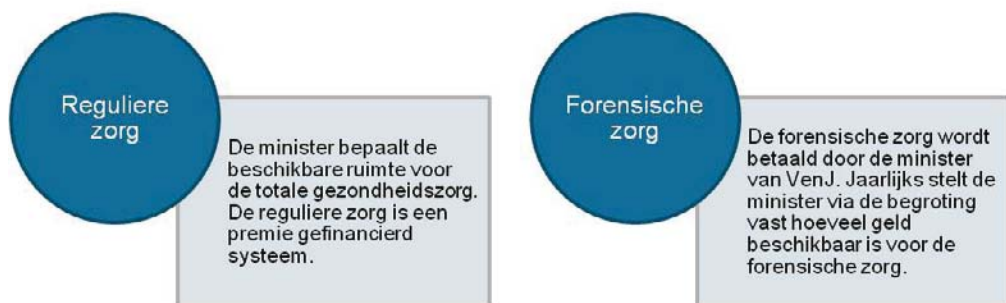 Reguliere
zorg
De minister bepaalt de
beschikbare ruimte voor
de totale gezondheidszorg.
De reguliere zorg is een
premie gefinancierd
systeem.
Forensische
zorg
De forensische zorg wordt
betaald door de minister
van VenJ. Jaarlijks stelt de
minister via de begroting
vast hoeveel geld
beschikbaar is voor de
forensische zorg.